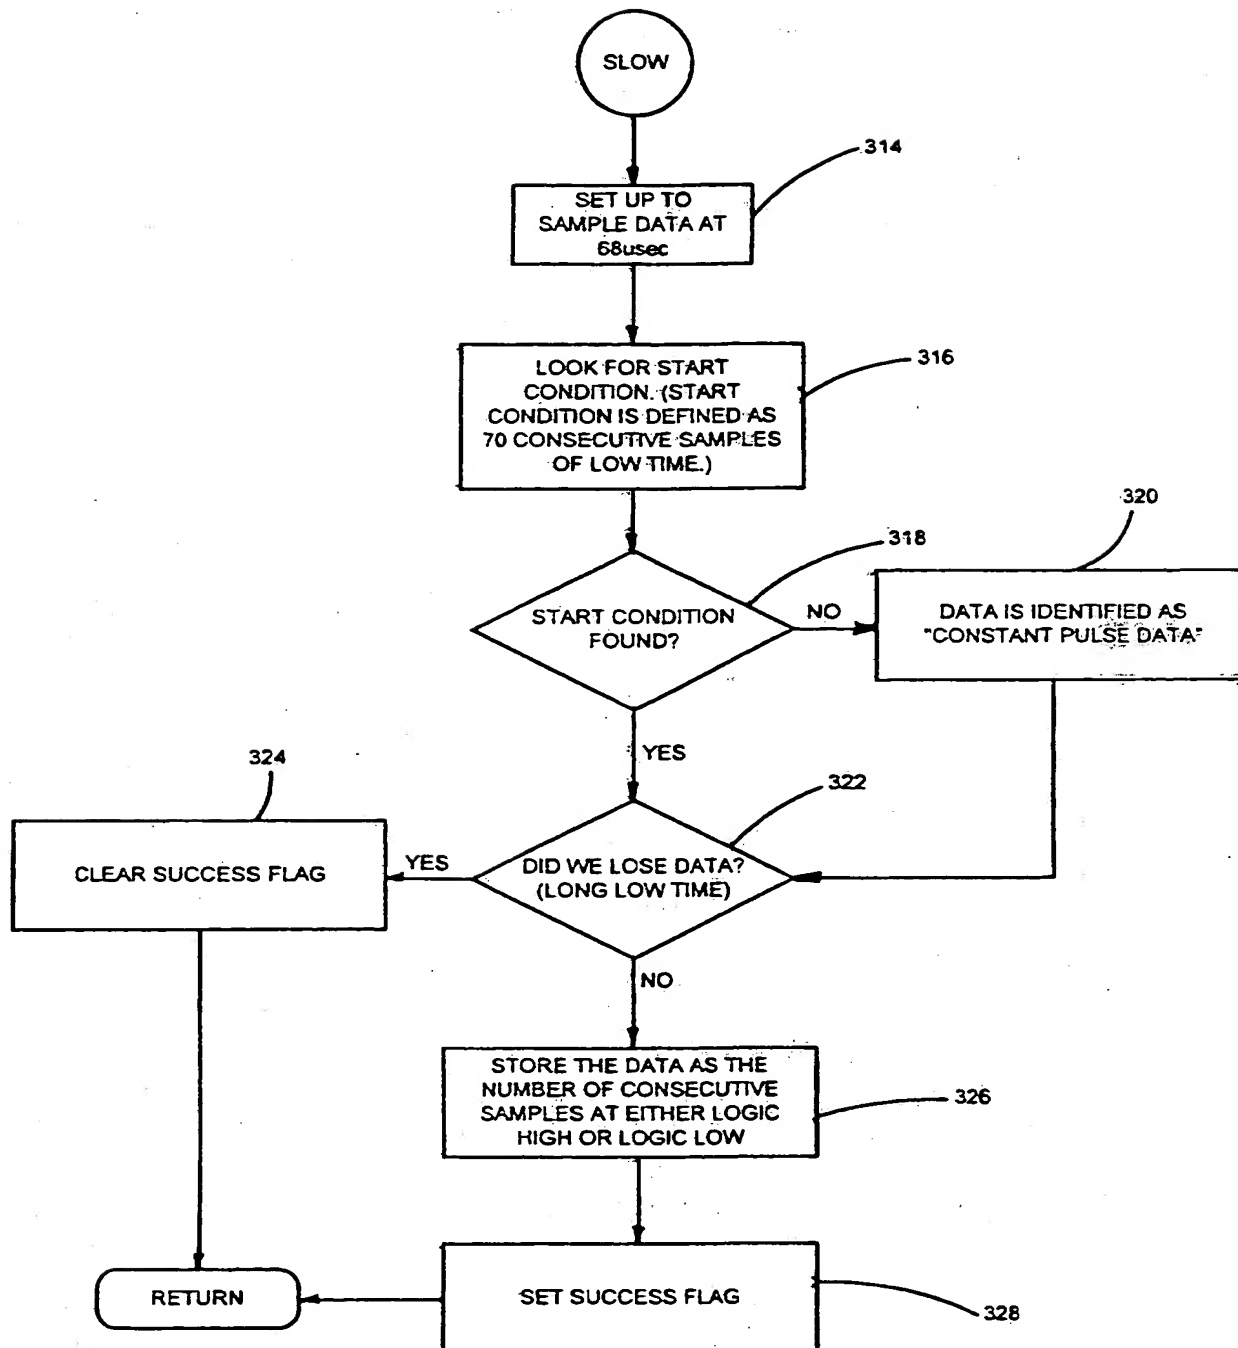 SLOW
314
SET UP TO
SAMPLE DATA AT
68usec
316
LOOK FOR START
CONDITION. (START
CONDITION IS DEFINED AS
70 CONSECUTIVE SAMPLES
OF LOW TIME.)
320
318
START CONDITION
FOUND?
NO
DATA IS IDENTIFIED AS
"CONSTANT PULSE DATA"
YES
324
322
CLEAR SUCCESS FLAG
YES
DID WE LOSE DATA?
(LONG LOW TIME)
NO
STORE THE DATA AS THE
NUMBER OF CONSECUTIVE
SAMPLES AT EITHER LOGIC
HIGH OR LOGIC LOW
326
RETURN
SET SUCCESS FLAG
328